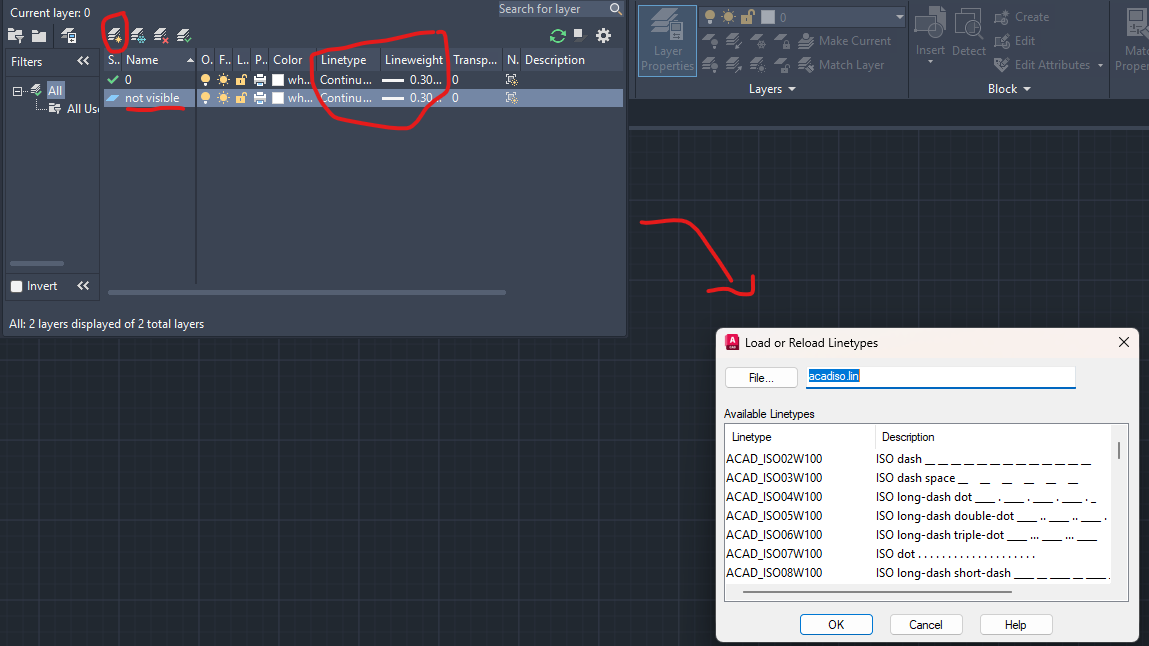 Current layer: 0
Search for layer
Filters
S.. Name O. F.. L.. P.. Color Linetype Lineweight Transp... N. Description
0 wh... Continu... 0.30... 0
not visible wh... Continu... 0.30... 0
All
All Us
Invert
All: 2 layers displayed of 2 total layers
Layer
Properties
0
Make Current
Match Layer
Layers
Insert
Detect
Create
Edit
Edit Attributes
Block
Matc
Proper
A
CAD
Load or Reload Linetypes
File...
acadiso.lin
Available Linetypes
Linetype Description
ACAD_ISO02W100 ISO dash __ __ __ __ __ __ __ __ __ __ __ __ __
ACAD_ISO03W100 ISO dash space __ __ __ __ __ __
ACAD_ISO04W100 ISO long-dash dot ____ . ____ . ____ . ____ . _
ACAD_ISO05W100 ISO long-dash double-dot ____ .. ____ .. ____ .
ACAD_ISO06W100 ISO long-dash triple-dot ____ ... ____ ... ____
ACAD_ISO07W100 ISO dot . . . . . . . . . . . . . . . . . . . .
ACAD_ISO08W100 ISO long-dash short-dash ____ __ ____ __ ____ .
OK
Cancel
Help